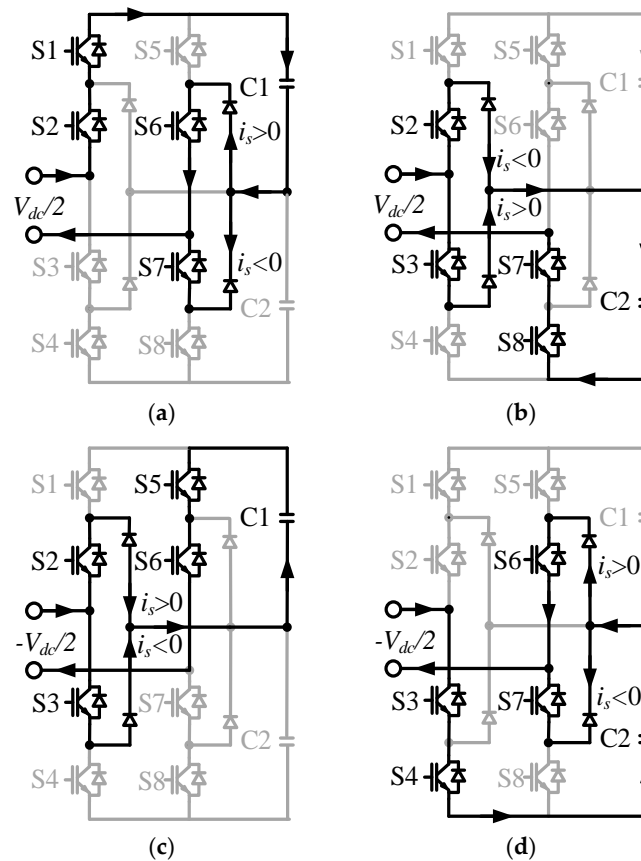 S1 S5 C1
S2 S6 i_s>0
V_dc/2
S3 S7 i_s<0
C2
S4 S8
(a)
S1 S5 C1
S2 i_s<0 S6
i_s>0
V_dc/2
S3 S7
C2
S4 S8
(b)
S1 S5 C1
S2 S6
i_s>0
i_s<0
-V_dc/2
S3 S7
C2
S4 S8
(c)
S1 S5 C1
S2 S6 i_s>0
-V_dc/2
S3 S7 i_s<0
C2
S4 S8
(d)